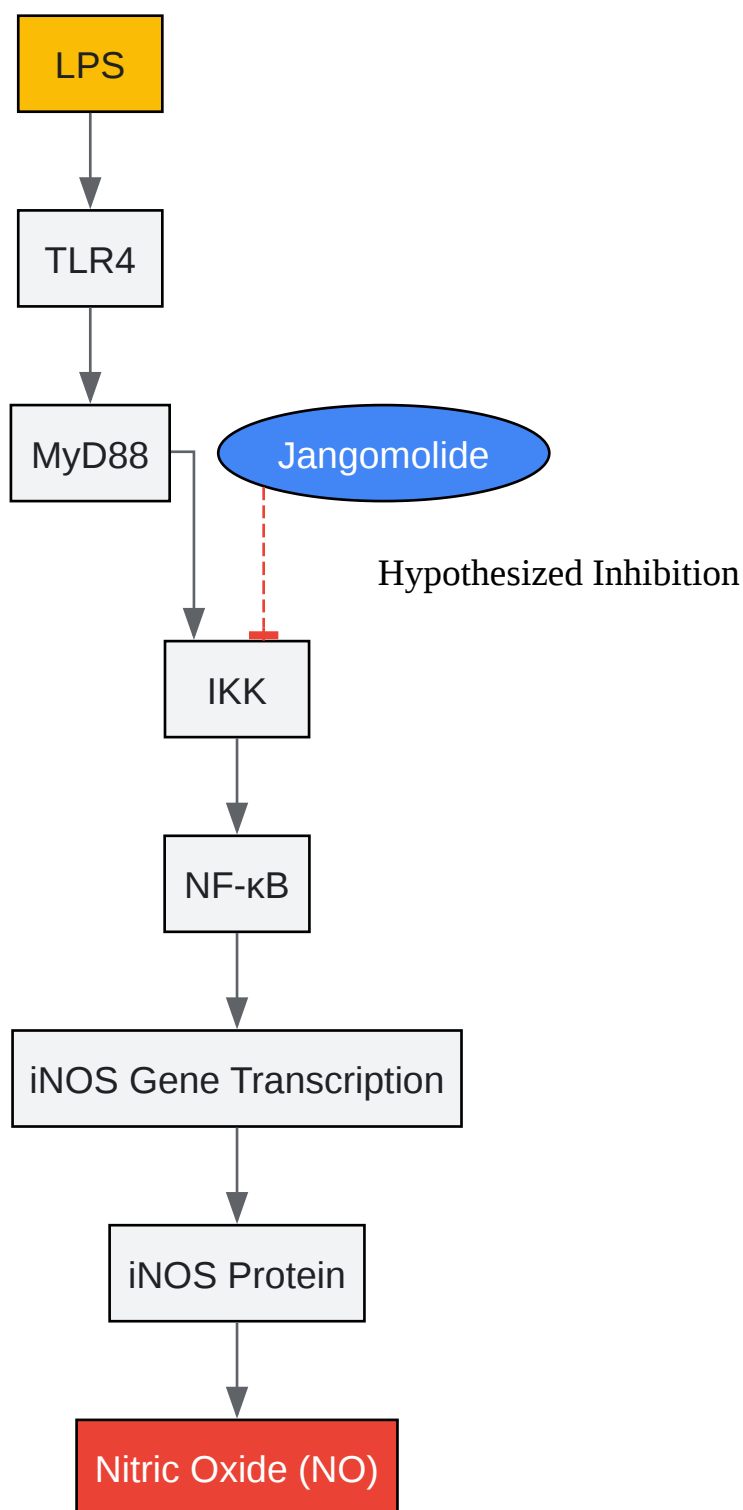 LPS
TLR4
MyD88
Jangomolide
Hypothesized Inhibition
IKK
NF-κB
iNOS Gene Transcription
iNOS Protein
Nitric Oxide (NO)